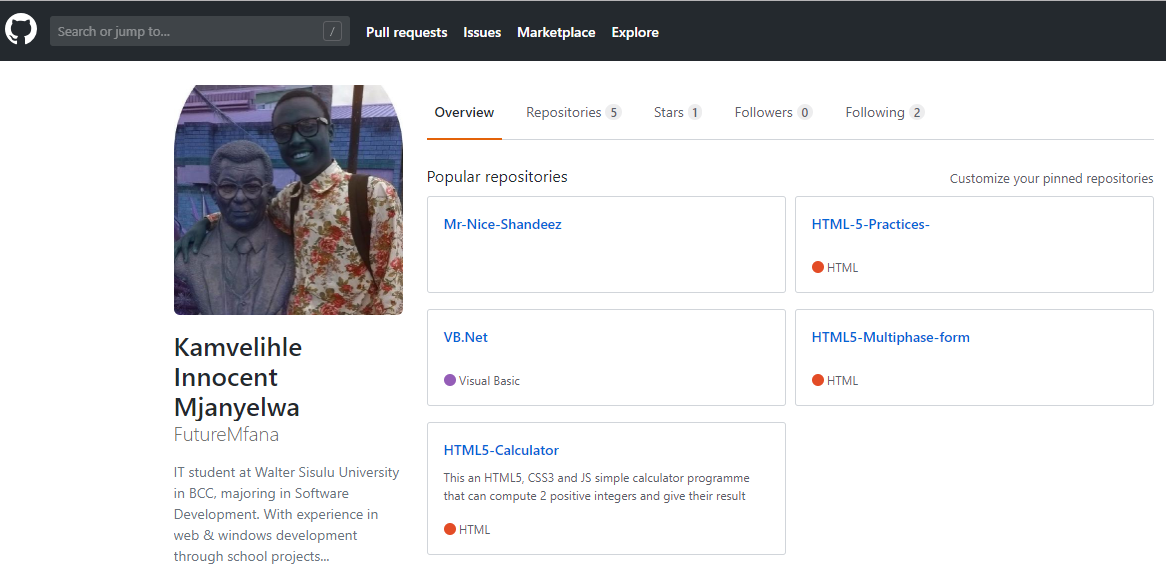 Search or jump to... /
Pull requests Issues Marketplace Explore
Overview Repositories 5 Stars 1 Followers 0 Following 2
Popular repositories
Customize your pinned repositories
Mr-Nice-Shandeez
HTML-5-Practices-
HTML
VB.Net
Visual Basic
HTML5-Multiphase-form
HTML
HTML5-Calculator
This an HTML5, CSS3 and JS simple calculator programme
that can compute 2 positive integers and give their result
HTML
Kamvelihle
Innocent
Mjanyelwa
FutureMfana
IT student at Walter Sisulu University
in BCC, majoring in Software
Development. With experience in
web & windows development
through school projects...